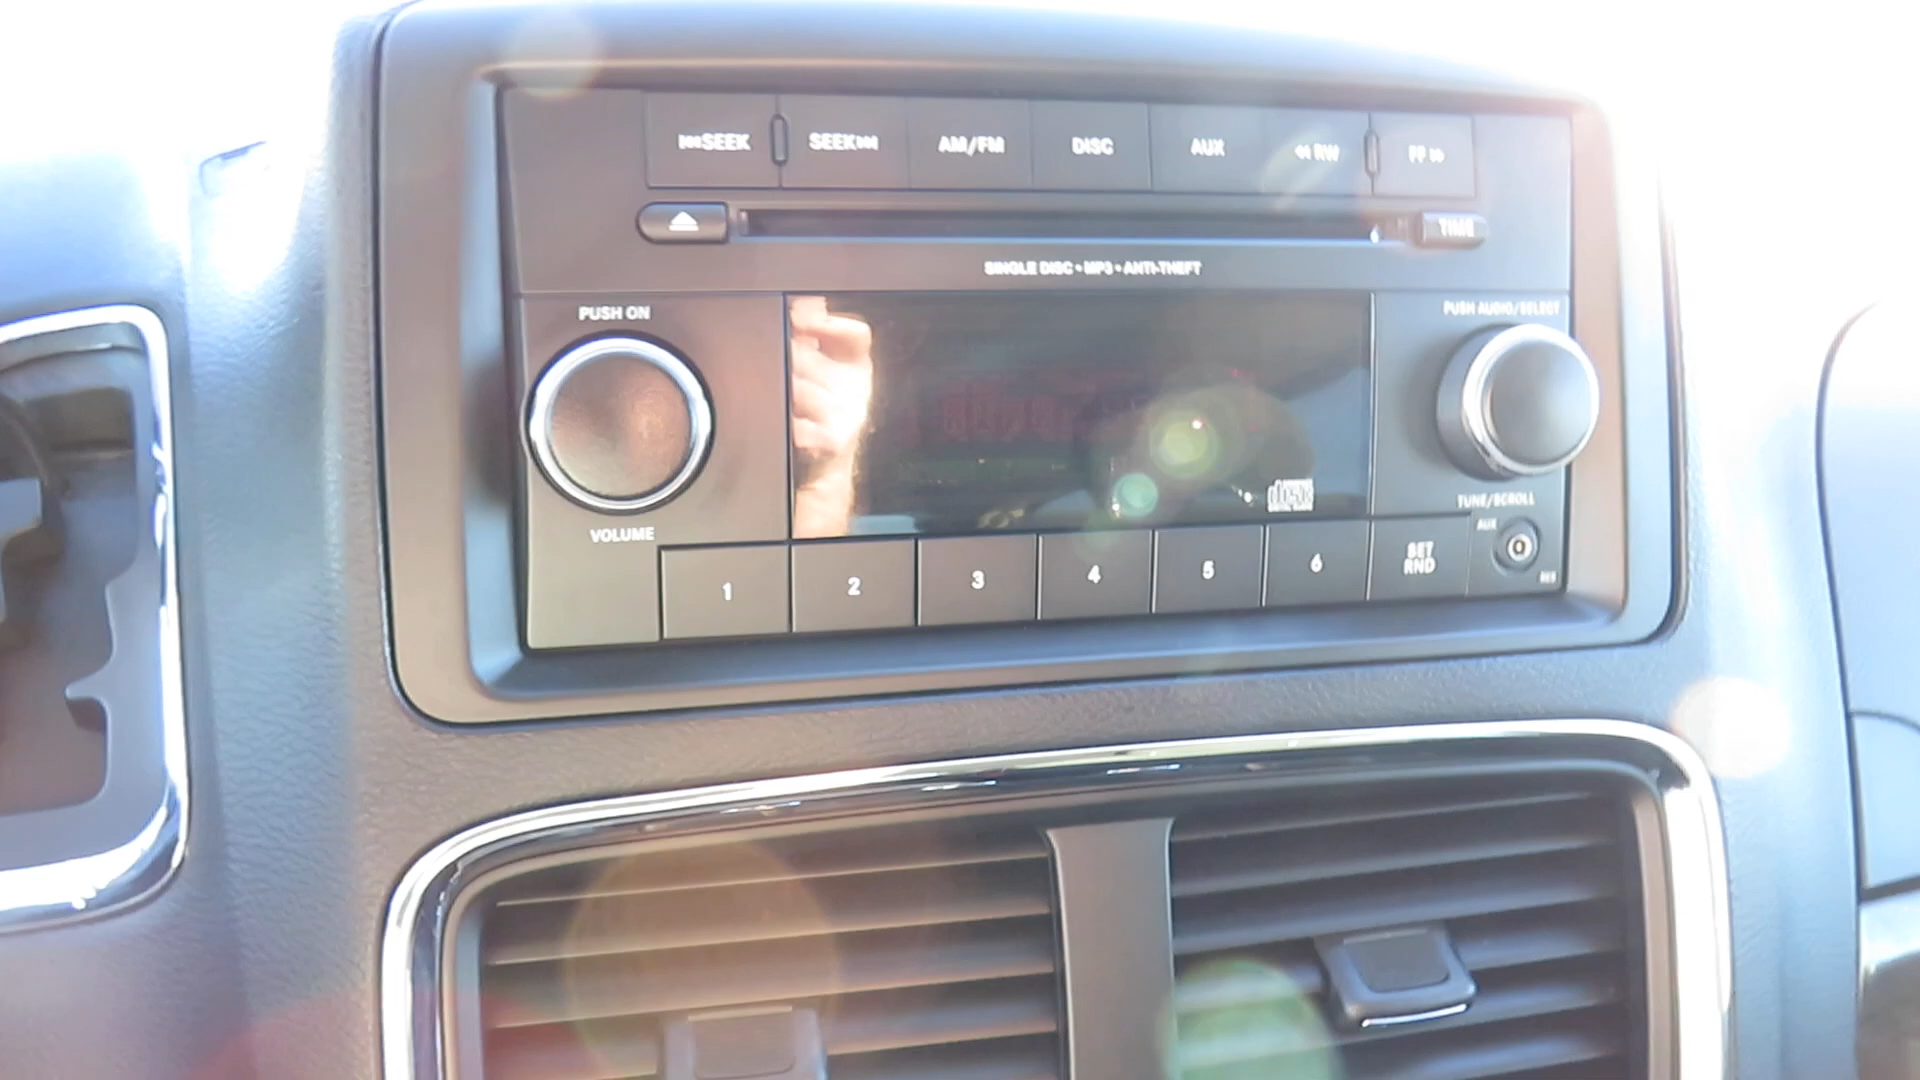 ⏮SEEK SEEK⏭ AM/FM DISC AUX ◂◂ RW FF ▸▸
TIME
SINGLE DISC • MP3 • ANTI-THEFT
PUSH ON
PUSH AUDIO/SELECT
VOLUME
TUNE/SCROLL
AUX
1 2 3 4 5 6 SET
RND